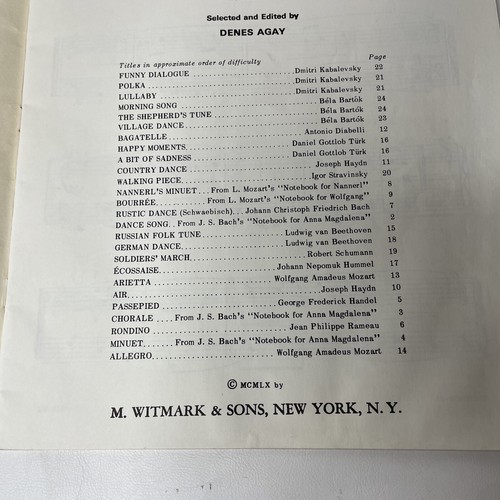 Selected and Edited by
DENES AGAY
Titles in approximate order of difficulty Page
FUNNY DIALOGUE ......................Dmitri Kabalevsky 22
POLKA ......................Dmitri Kabalevsky 21
LULLABY ......................Dmitri Kabalevsky 21
MORNING SONG ......................Béla Bartók 24
THE SHEPHERD'S TUNE ......................Béla Bartók 24
VILLAGE DANCE......................Béla Bartók 23
BAGATELLE ......................Antonio Diabelli 12
HAPPY MOMENTS......................Daniel Gottlob Türk 16
A BIT OF SADNESS ......................Daniel Gottlob Türk 16
COUNTRY DANCE ......................Joseph Haydn 11
WALKING PIECE......................Igor Stravinsky 20
NANNERL'S MINUET...From L. Mozart's "Notebook for Nannerl" 8
BOURRÉE.....From L. Mozart's "Notebook for Wolfgang" 9
RUSTIC DANCE (Schwaebisch)...Johann Christoph Friedrich Bach 7
DANCE SONG..From J. S. Bach's "Notebook for Anna Magdalena" 2
RUSSIAN FOLK TUNE ......................Ludwig van Beethoven 15
GERMAN DANCE......................Ludwig van Beethoven 18
SOLDIERS' MARCH......................Robert Schumann 19
ÉCOSSAISE......................Johann Nepomuk Hummel 17
ARIETTA ......................Wolfgang Amadeus Mozart 13
AIR......................Joseph Haydn 10
PASSEPIED ......................George Frederick Handel 5
CHORALE ....From J. S. Bach's "Notebook for Anna Magdalena" 3
RONDINO ......................Jean Philippe Rameau 6
MINUET.......From J. S. Bach's "Notebook for Anna Magdalena" 4
ALLEGRO......................Wolfgang Amadeus Mozart 14
© MCMLX by
M. WITMARK & SONS, NEW YORK, N. Y.